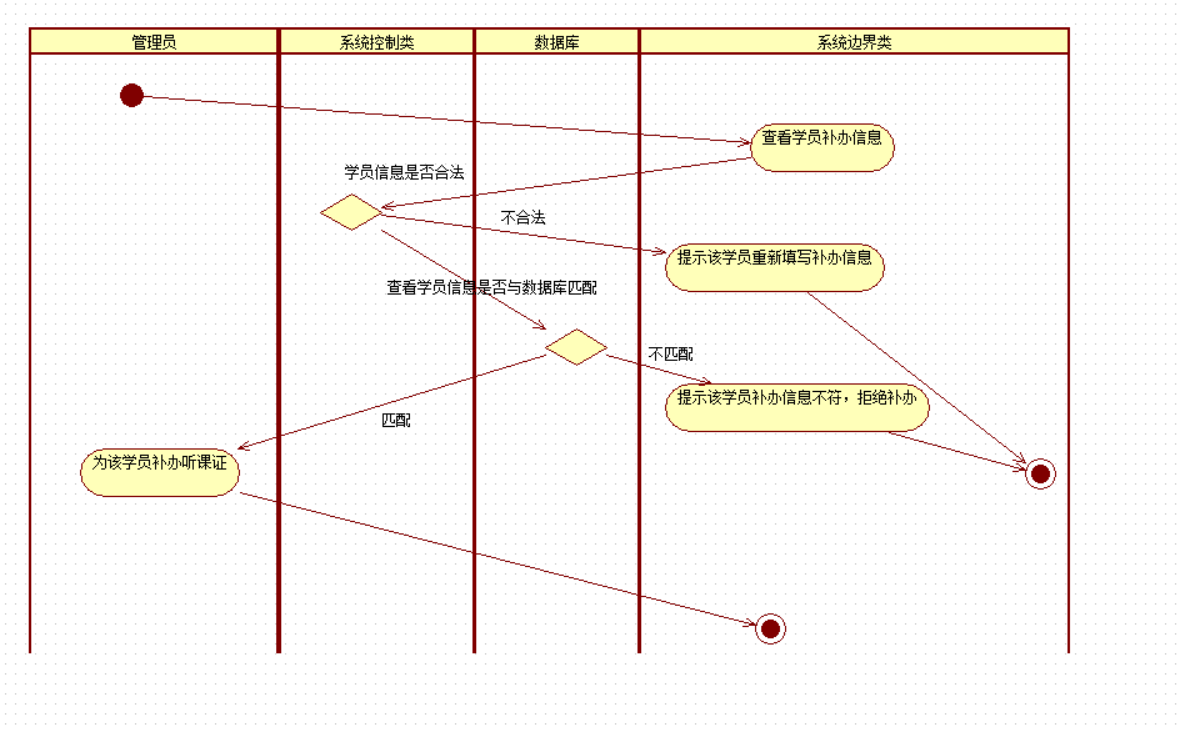 管理员
系统控制类
数据库
系统边界类
查看学员补办信息
学员信息是否合法
不合法
提示该学员重新填写补办信息
查看学员信息是否与数据库匹配
不匹配
提示该学员补办信息不符，拒绝补办
匹配
为该学员补办听课证